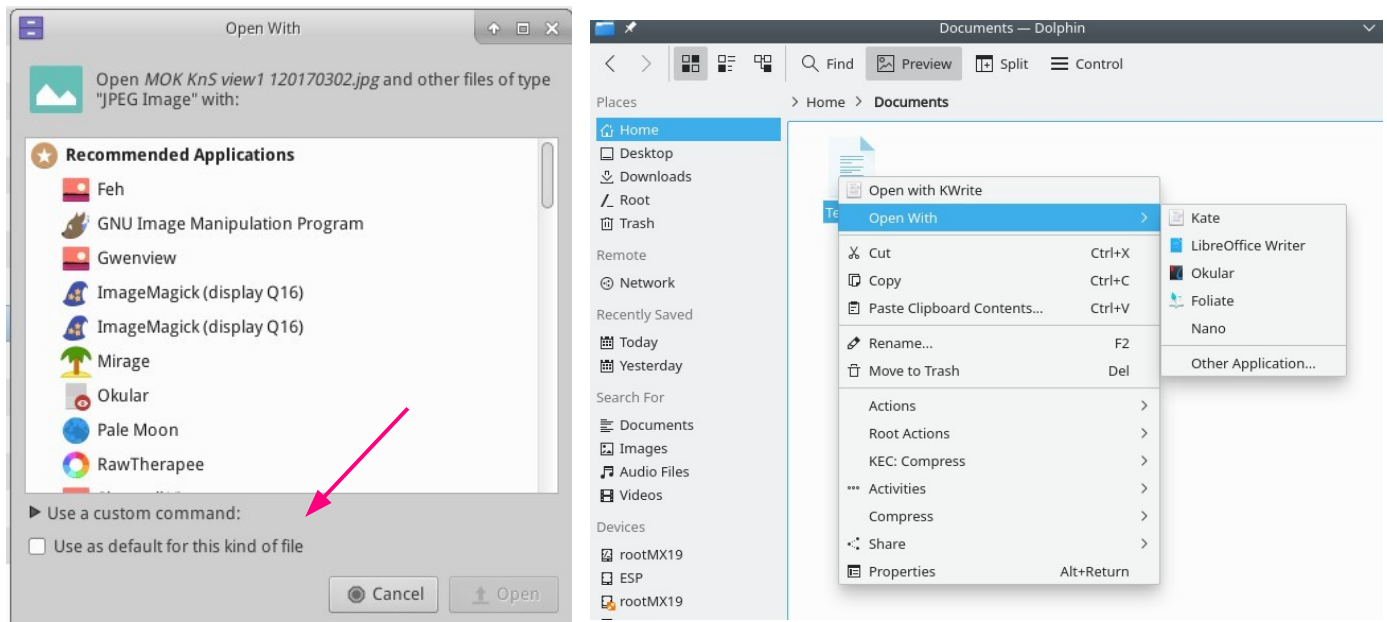 Open With
Open MOK KnS view1 120170302.jpg and other files of type
"JPEG Image" with:
Recommended Applications
Feh
GNU Image Manipulation Program
Gwenview
ImageMagick (display Q16)
ImageMagick (display Q16)
Mirage
Okular
Pale Moon
RawTherapee
Use a custom command:
Use as default for this kind of file
Cancel
Open
Documents — Dolphin
Find
Preview
Split
Control
Places
Home
Desktop
Downloads
Root
Trash
Remote
Network
Recently Saved
Today
Yesterday
Search For
Documents
Images
Audio Files
Videos
Devices
rootMX19
ESP
rootMX19
> Home > Documents
Te
Open with KWrite
Open With
Cut Ctrl+X
Copy Ctrl+C
Paste Clipboard Contents... Ctrl+V
Rename... F2
Move to Trash Del
Actions
Root Actions
KEC: Compress
Activities
Compress
Share
Properties Alt+Return
Kate
LibreOffice Writer
Okular
Foliate
Nano
Other Application...